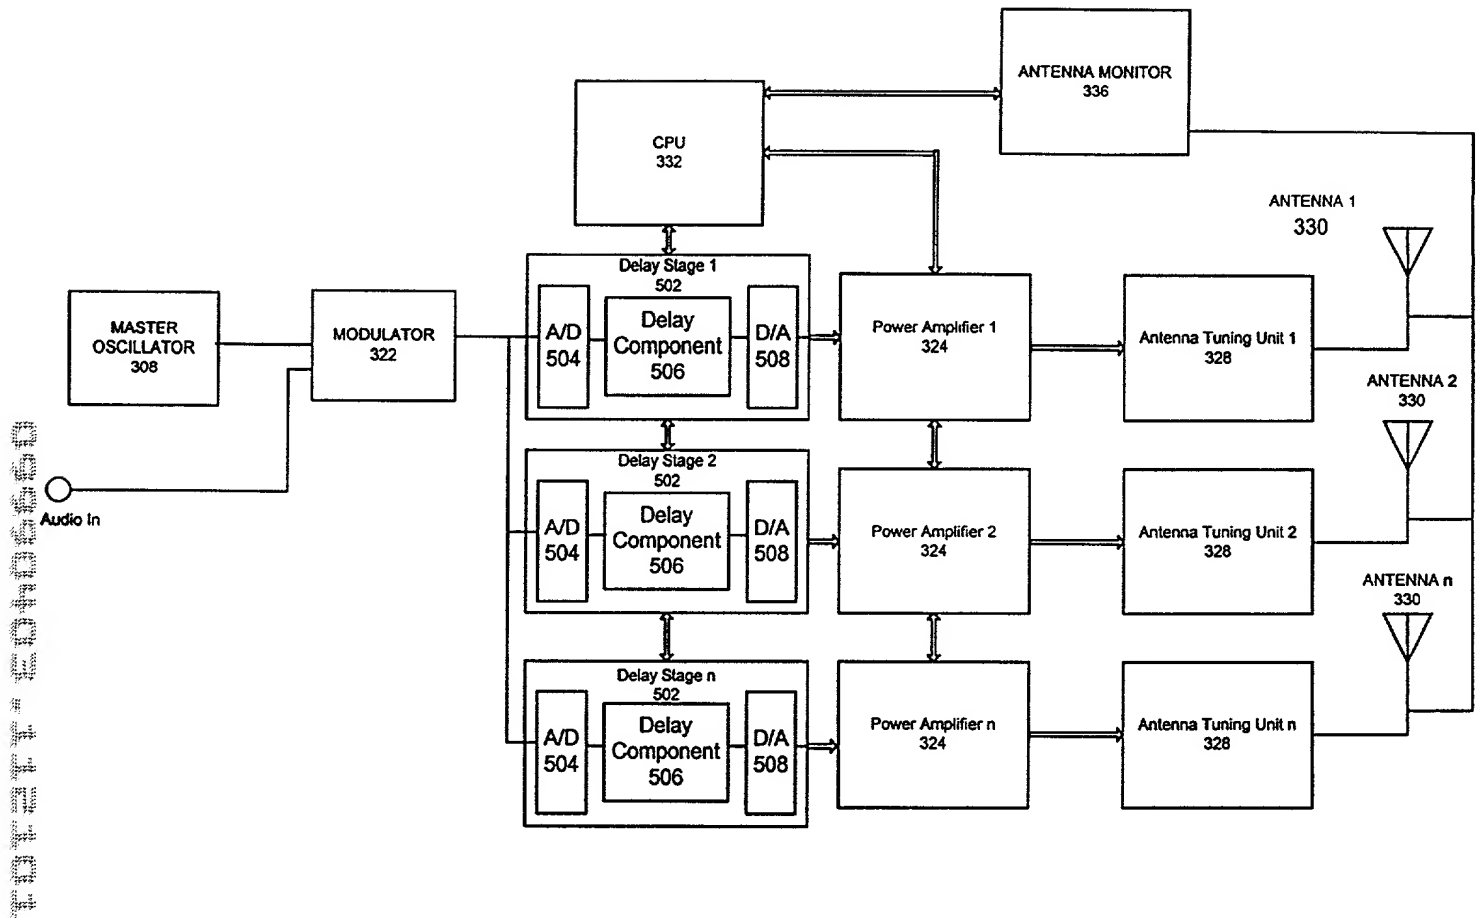 ANTENNA MONITOR
336
CPU
332
ANTENNA 1
330
Delay Stage 1
502
A/D
504
Delay
Component
506
D/A
508
MASTER
OSCILLATOR
308
MODULATOR
322
Power Amplifier 1
324
Antenna Tuning Unit 1
328
ANTENNA 2
330
Audio In
Delay Stage 2
502
A/D
504
Delay
Component
506
D/A
508
Power Amplifier 2
324
Antenna Tuning Unit 2
328
ANTENNA n
330
Delay Stage n
502
A/D
504
Delay
Component
506
D/A
508
Power Amplifier n
324
Antenna Tuning Unit n
328